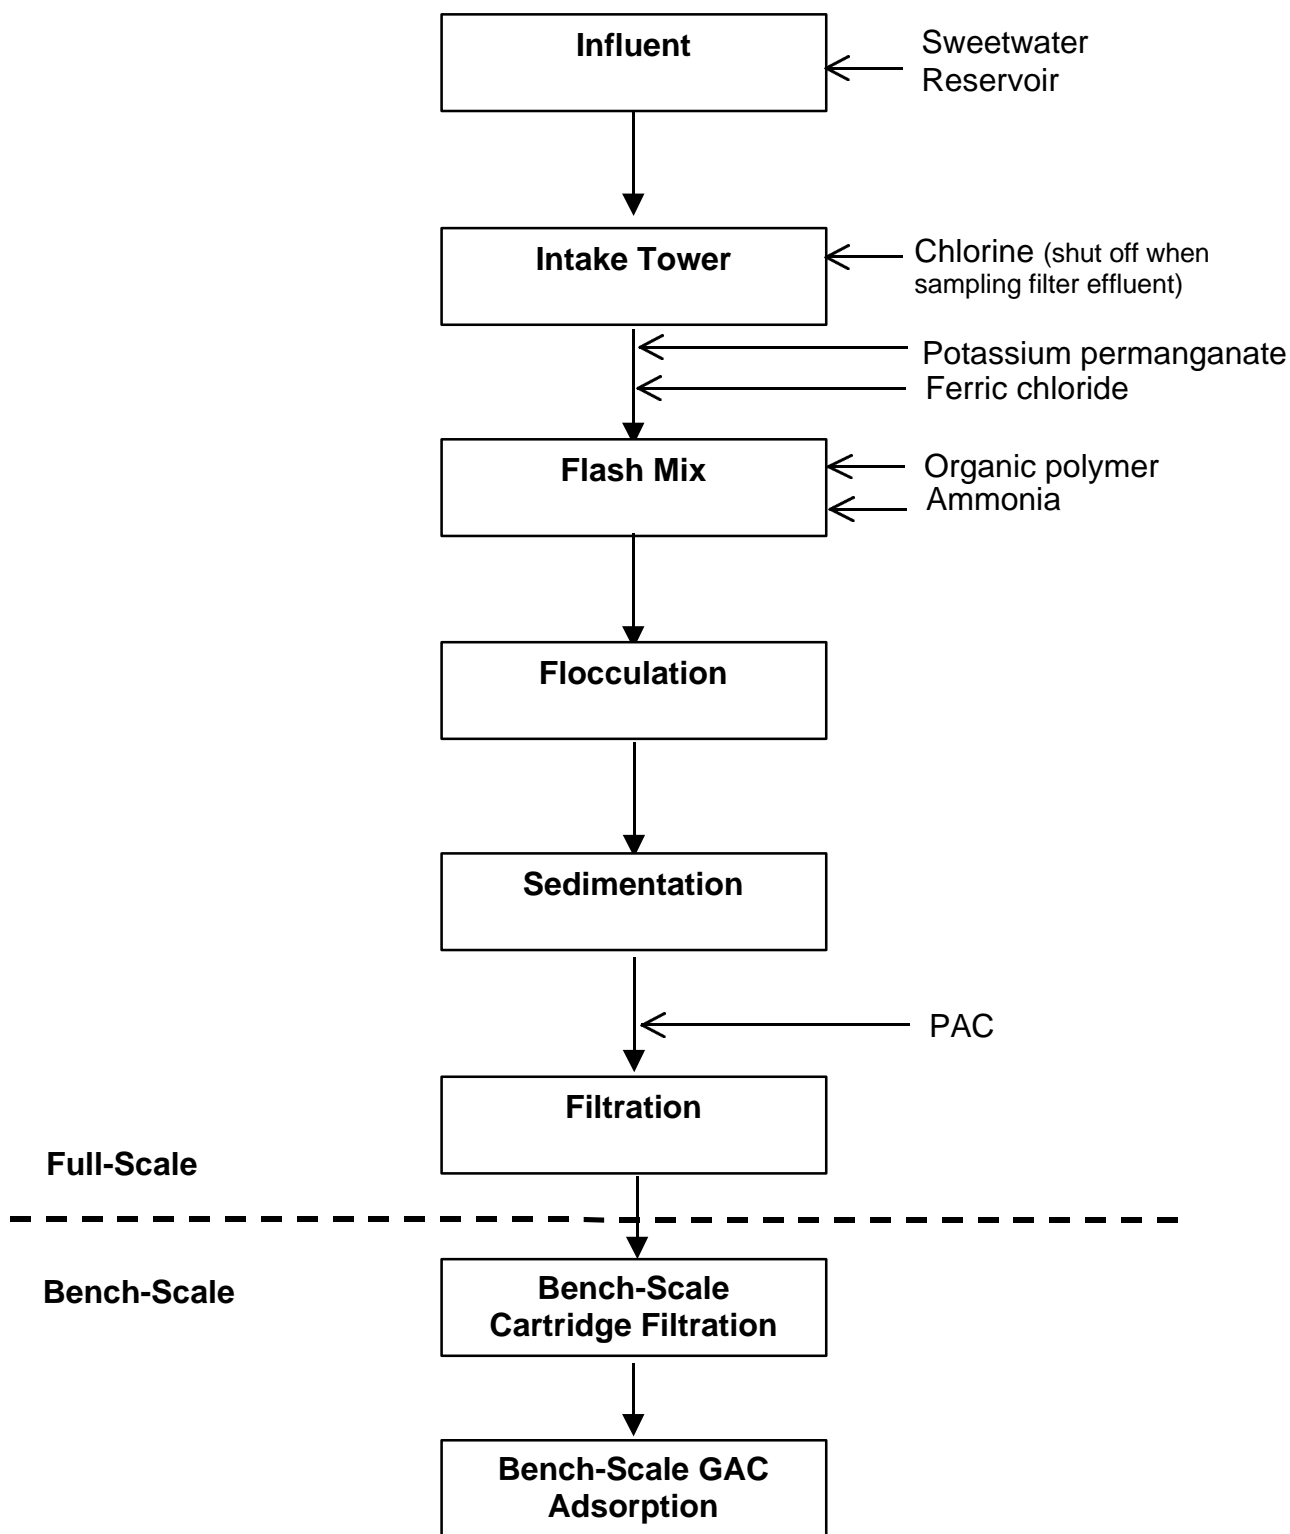 Influent
Sweetwater
Reservoir
Intake Tower
Chlorine (shut off when
sampling filter effluent)
Potassium permanganate
Ferric chloride
Flash Mix
Organic polymer
Ammonia
Flocculation
Sedimentation
PAC
Filtration
Full-Scale
Bench-Scale
Bench-Scale
Cartridge Filtration
Bench-Scale GAC
Adsorption